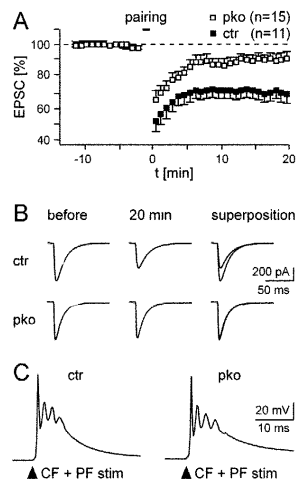 A
pairing
pko (n=15)
ctr (n=11)
EPSC [%]
100
80
60
40
-10
0
10
20
t [min]
B
before
20 min
superposition
ctr
200 pA
50 ms
pko
C
ctr
pko
20 mV
10 ms
CF + PF stim
CF + PF stim